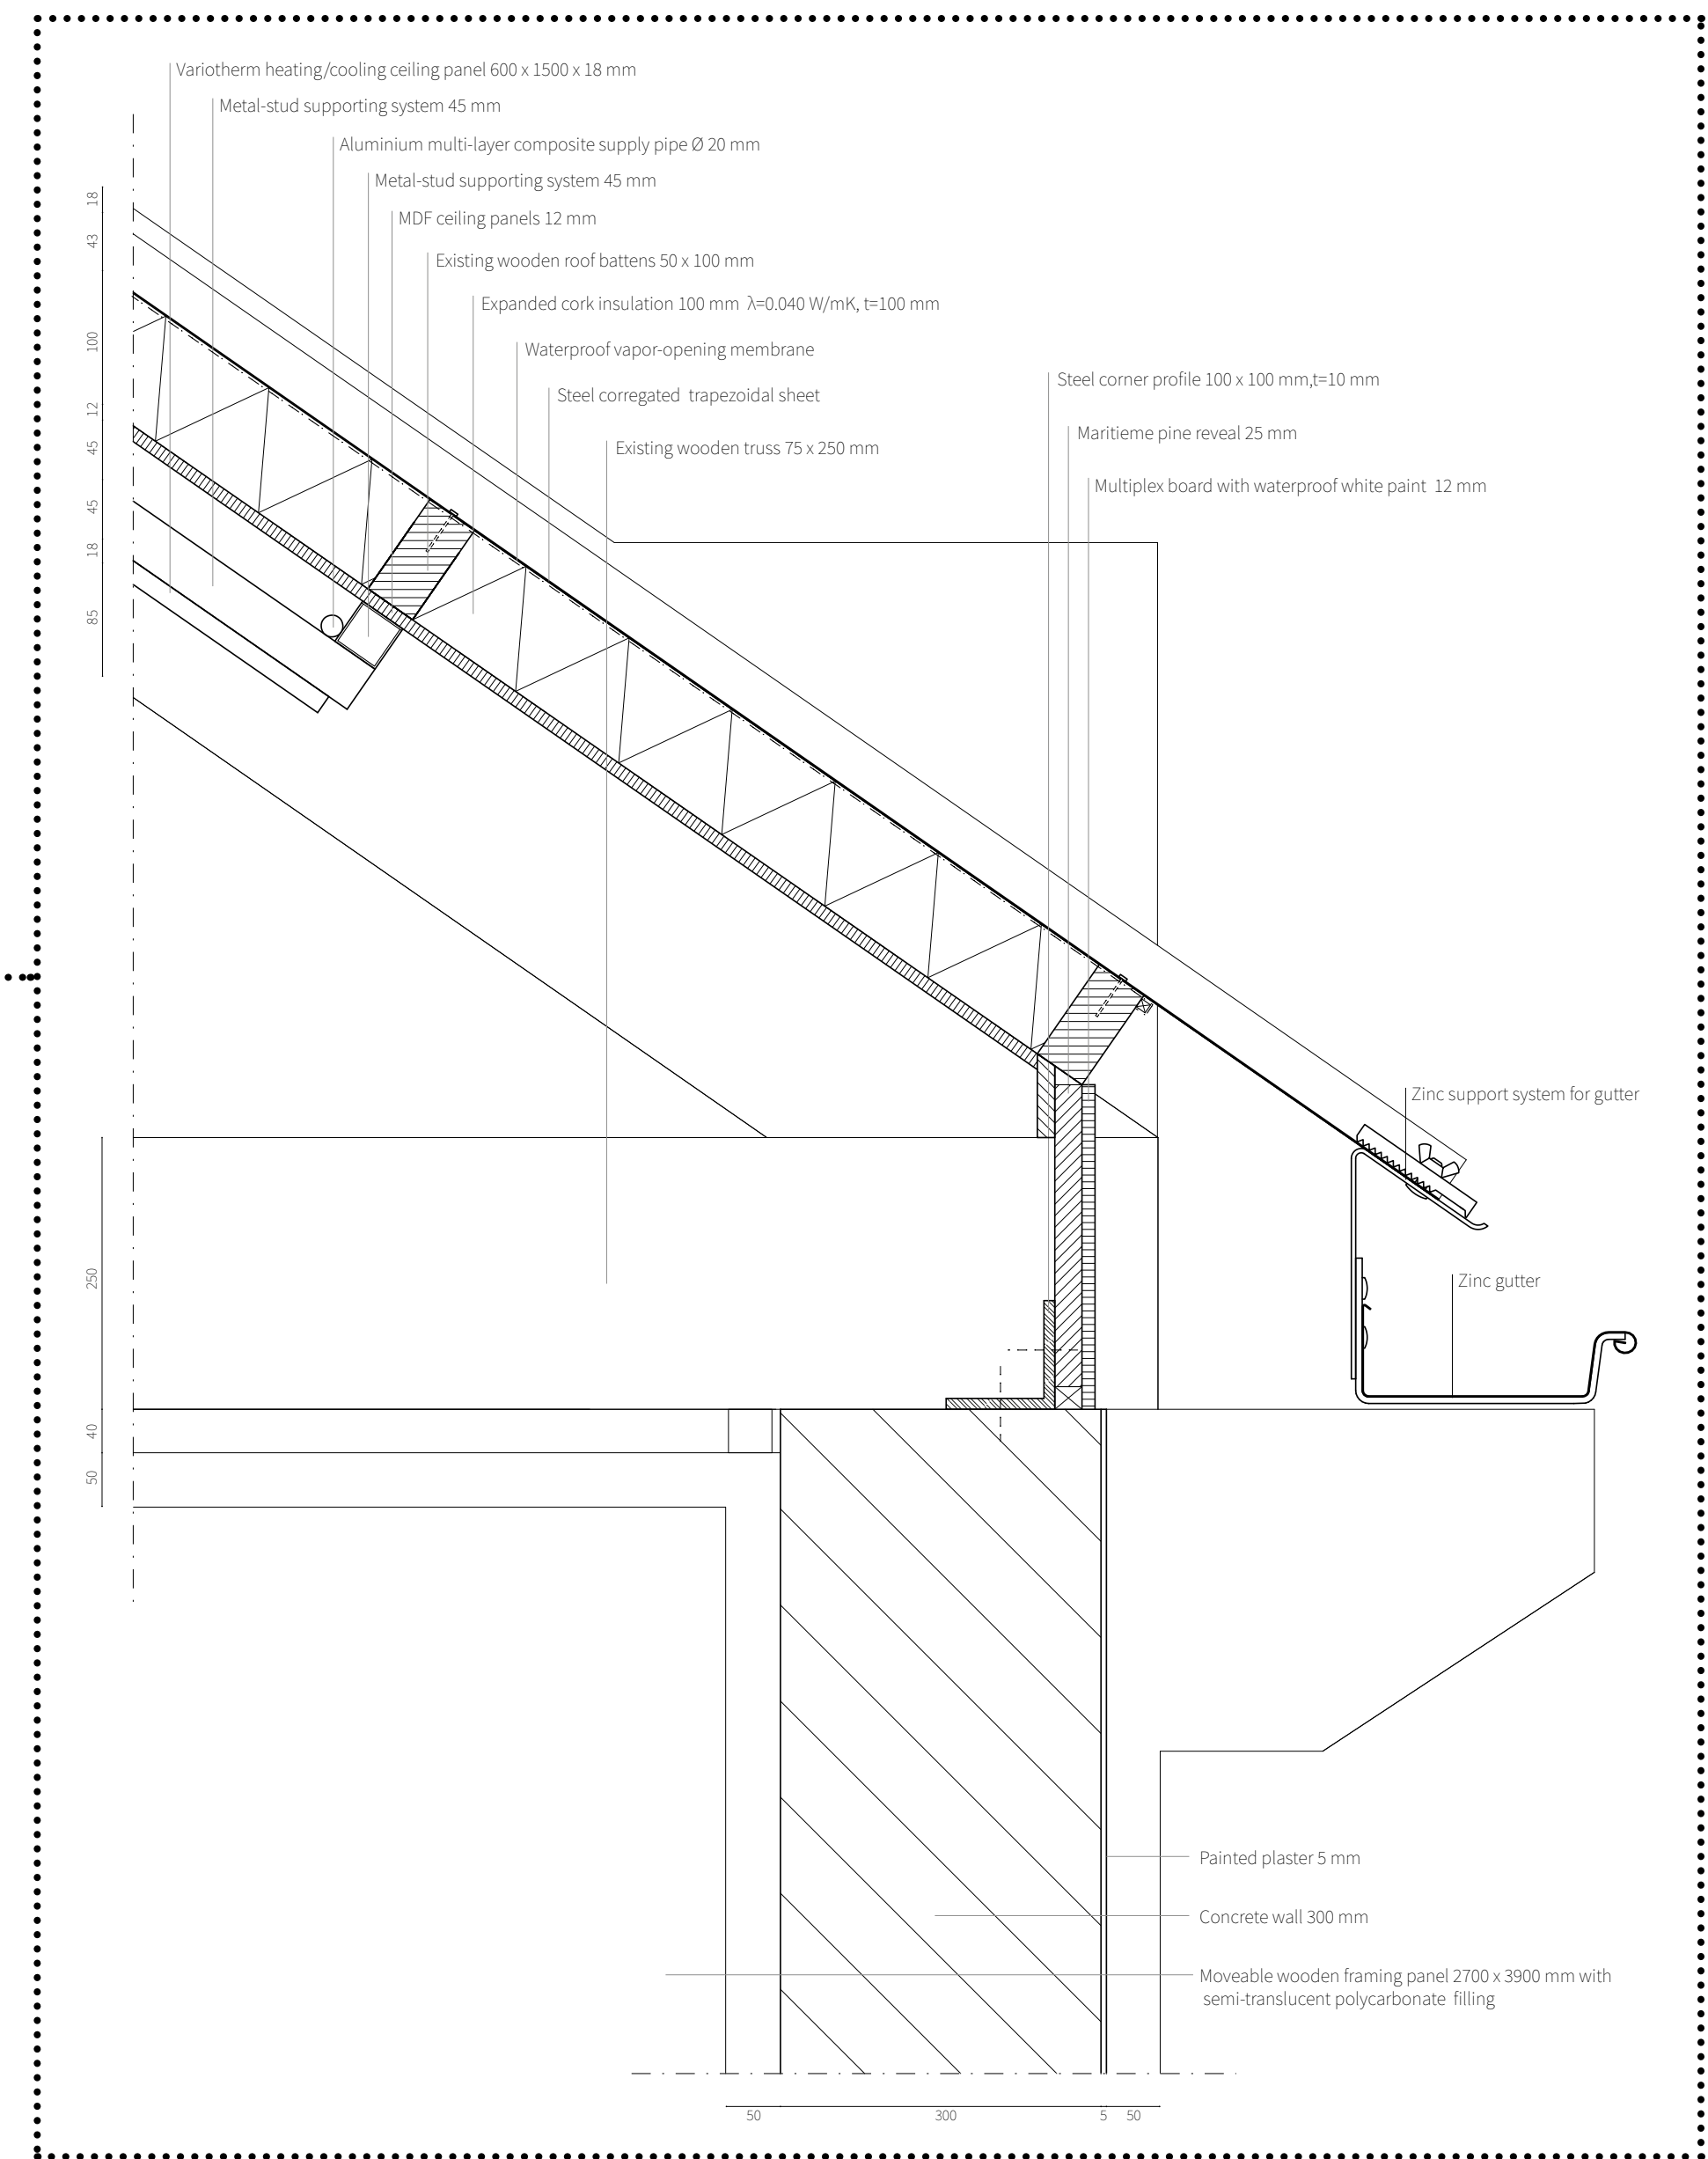 Variotherm heating/cooling ceiling panel 600 x 1500 x 18 mm
Metal-stud supporting system 45 mm
Aluminium multi-layer composite supply pipe Ø 20 mm
Metal-stud supporting system 45 mm
MDF ceiling panels 12 mm
Existing wooden roof battens 50 x 100 mm
Expanded cork insulation 100 mm  λ=0.040 W/mK, t=100 mm
Waterproof vapor-opening membrane
Steel corregated  trapezoidal sheet
Existing wooden truss 75 x 250 mm
Steel corner profile 100 x 100 mm,t=10 mm
Maritieme pine reveal 25 mm
Multiplex board with waterproof white paint  12 mm
18
43
100
12
45
45
18
85
250
40
50
Zinc support system for gutter
Zinc gutter
Painted plaster 5 mm
Concrete wall 300 mm
Moveable wooden framing panel 2700 x 3900 mm with
semi-translucent polycarbonate  filling
50
300
5
50